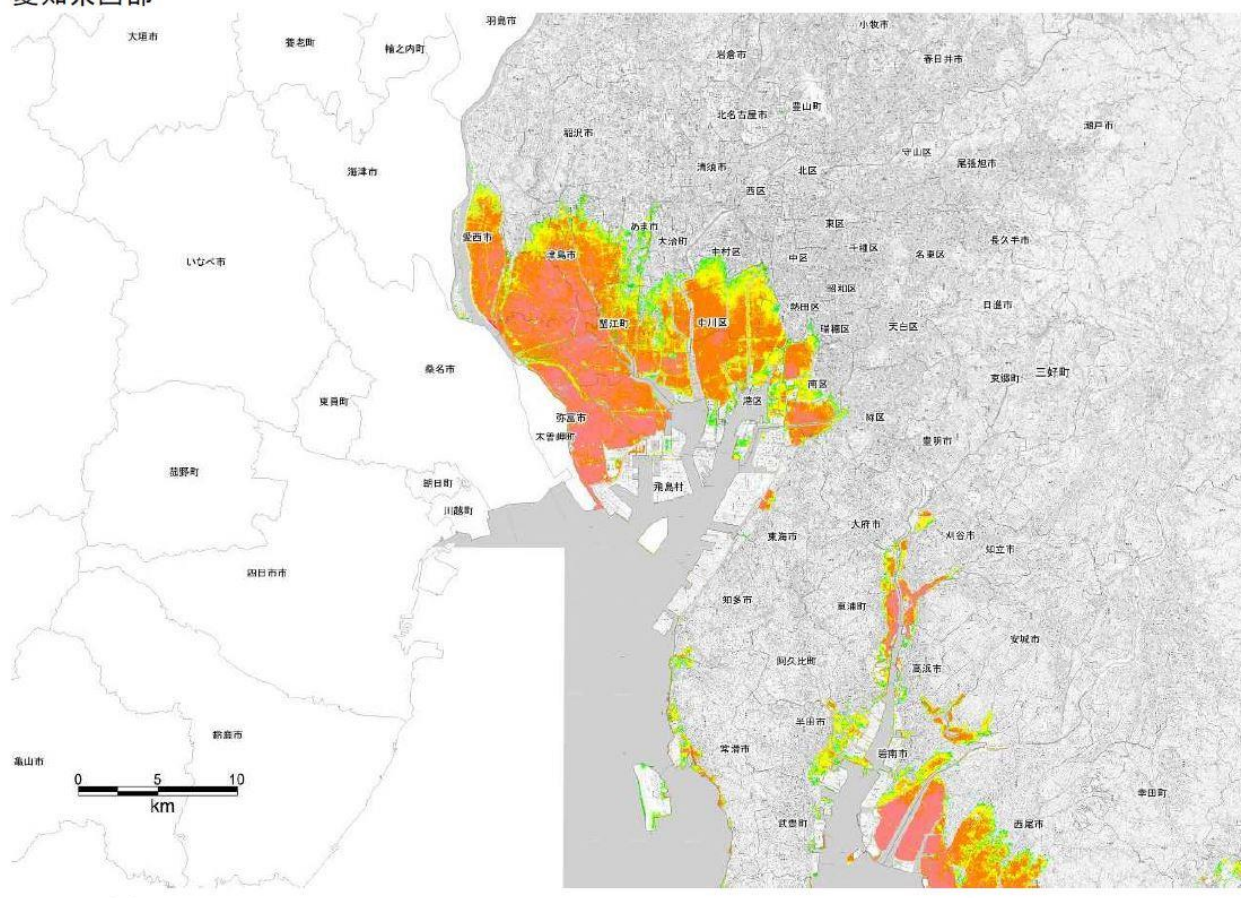 愛知県西部
羽島市
小牧市
大垣市
養老町
輪之内町
岩倉市
春日井市
豊山町
北名古屋市
瀬戸市
稲沢市
守山区
尾張旭市
清須市
北区
海津市
西区
東区
あま市
大治町
愛西市
千種区
長久手市
津島市
中村区
中区
名東区
いなべ市
昭和区
熱田区
日進市
蟹江町
中川区
瑞穂区
天白区
桑名市
三好町
東郷町
南区
東員町
港区
弥富市
緑区
木曽岬町
豊明市
菰野町
朝日町
飛島村
川越町
大府市
東海市
刈谷市
知立市
四日市市
知多市
東浦町
安城市
阿久比町
高浜市
半田市
鈴鹿市
常滑市
碧南市
亀山市
0 5 10
km
幸田町
武豊町
西尾市